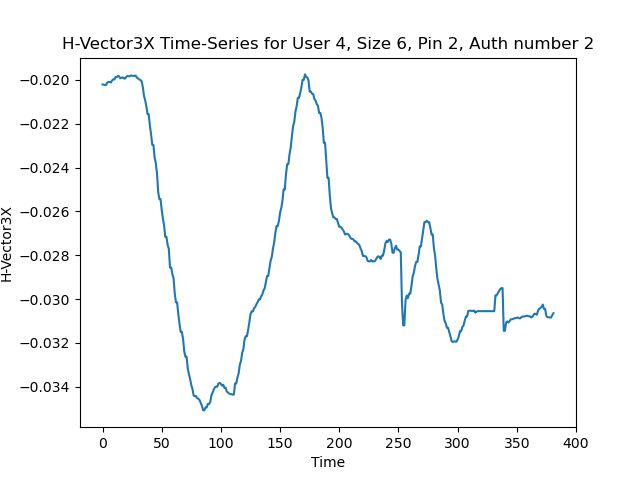 H-Vector3X Time-Series for User 4, Size 6, Pin 2, Auth number 2
−0.020
−0.022
−0.024
−0.026
−0.028
−0.030
−0.032
−0.034
H-Vector3X
0 50 100 150 200 250 300 350 400
Time